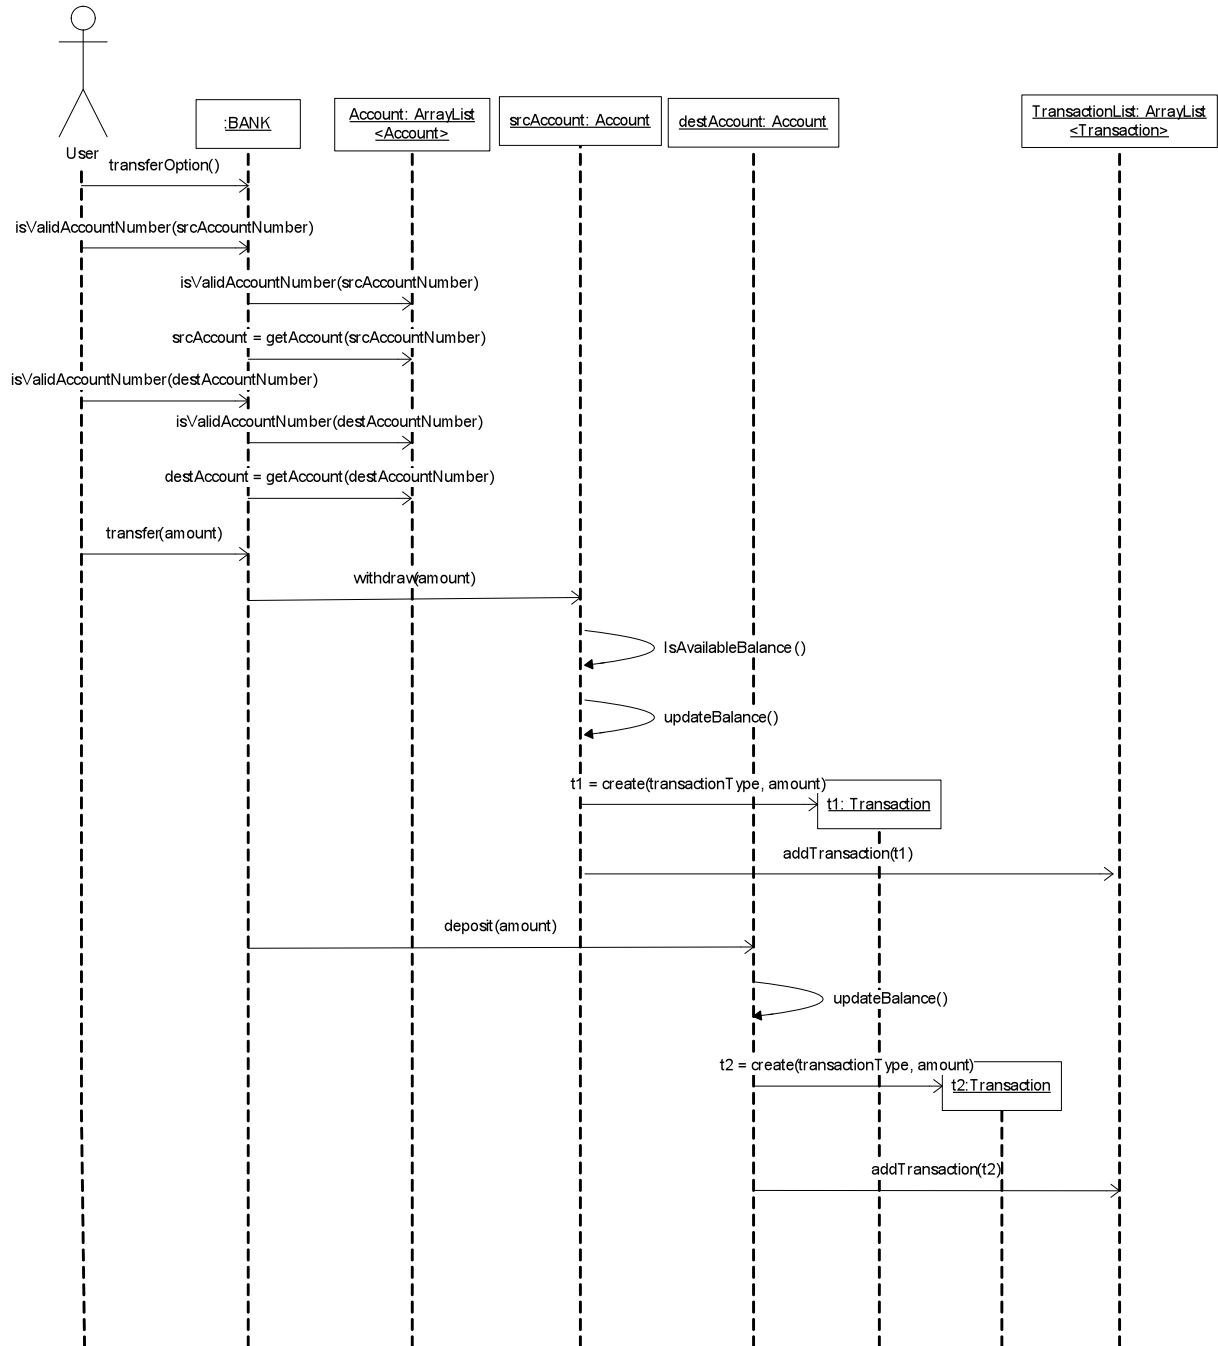 User
:BANK
Account: ArrayList
<Account>
srcAccount: Account
destAccount: Account
TransactionList: ArrayList
<Transaction>
transferOption()
isValidAccountNumber(srcAccountNumber)
isValidAccountNumber(srcAccountNumber)
srcAccount = getAccount(srcAccountNumber)
isValidAccountNumber(destAccountNumber)
isValidAccountNumber(destAccountNumber)
destAccount = getAccount(destAccountNumber)
transfer(amount)
withdraw(amount)
IsAvailableBalance()
updateBalance()
t1 = create(transactionType, amount)
t1: Transaction
addTransaction(t1)
deposit(amount)
updateBalance()
t2 = create(transactionType, amount)
t2:Transaction
addTransaction(t2)